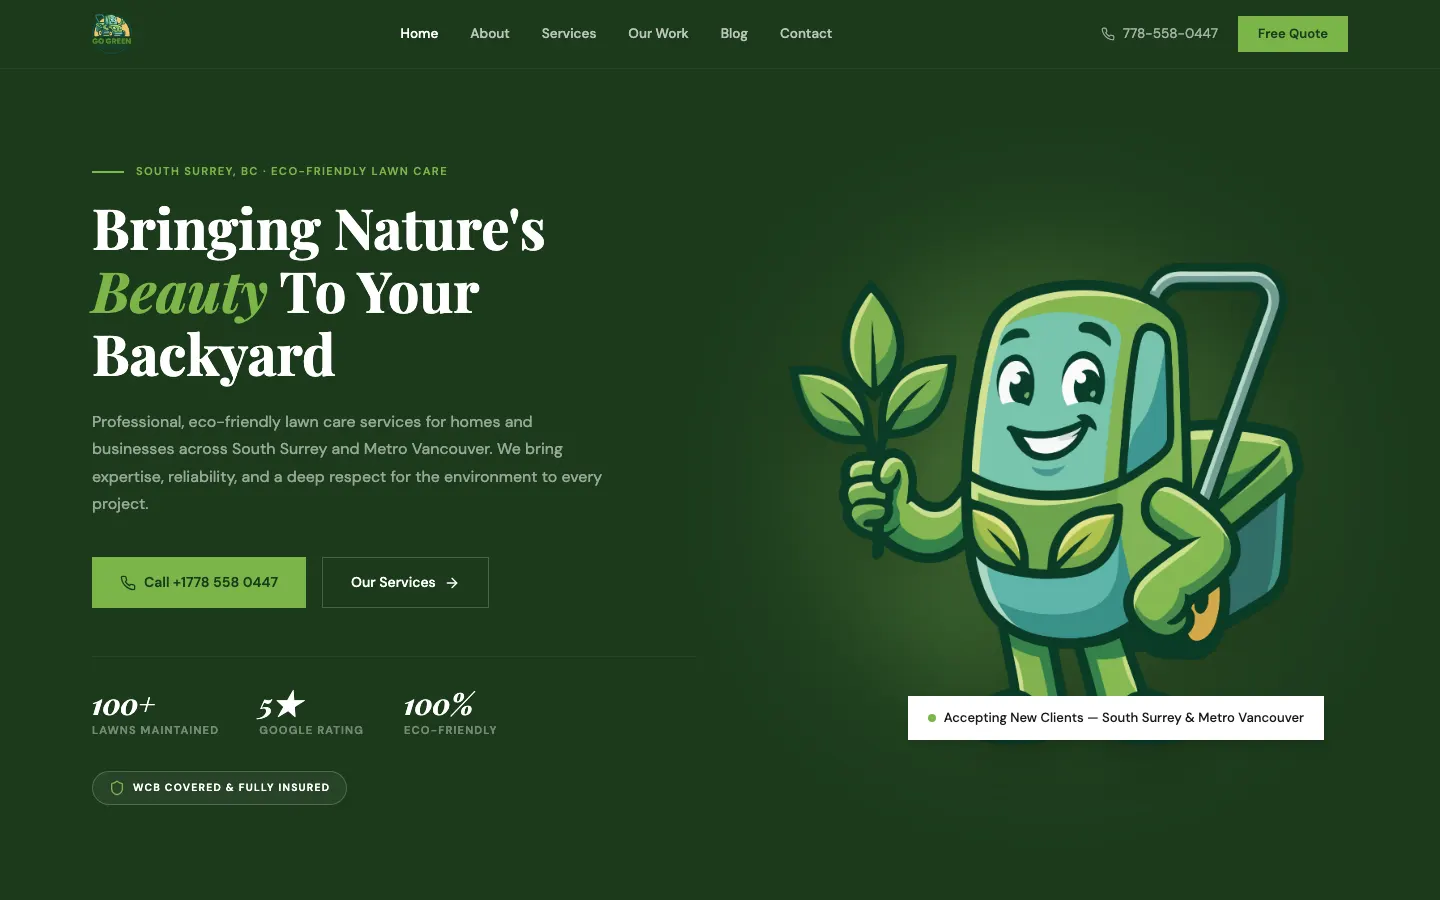 GO GREEN
Home
About
Services
Our Work
Blog
Contact
778-558-0447
Free Quote
SOUTH SURREY, BC · ECO-FRIENDLY LAWN CARE
Bringing Nature's
Beauty To Your
Backyard
Professional, eco-friendly lawn care services for homes and
businesses across South Surrey and Metro Vancouver. We bring
expertise, reliability, and a deep respect for the environment to every
project.
Call +1778 558 0447
Our Services →
100+
LAWNS MAINTAINED
5★
GOOGLE RATING
100%
ECO-FRIENDLY
WCB COVERED & FULLY INSURED
Accepting New Clients — South Surrey & Metro Vancouver